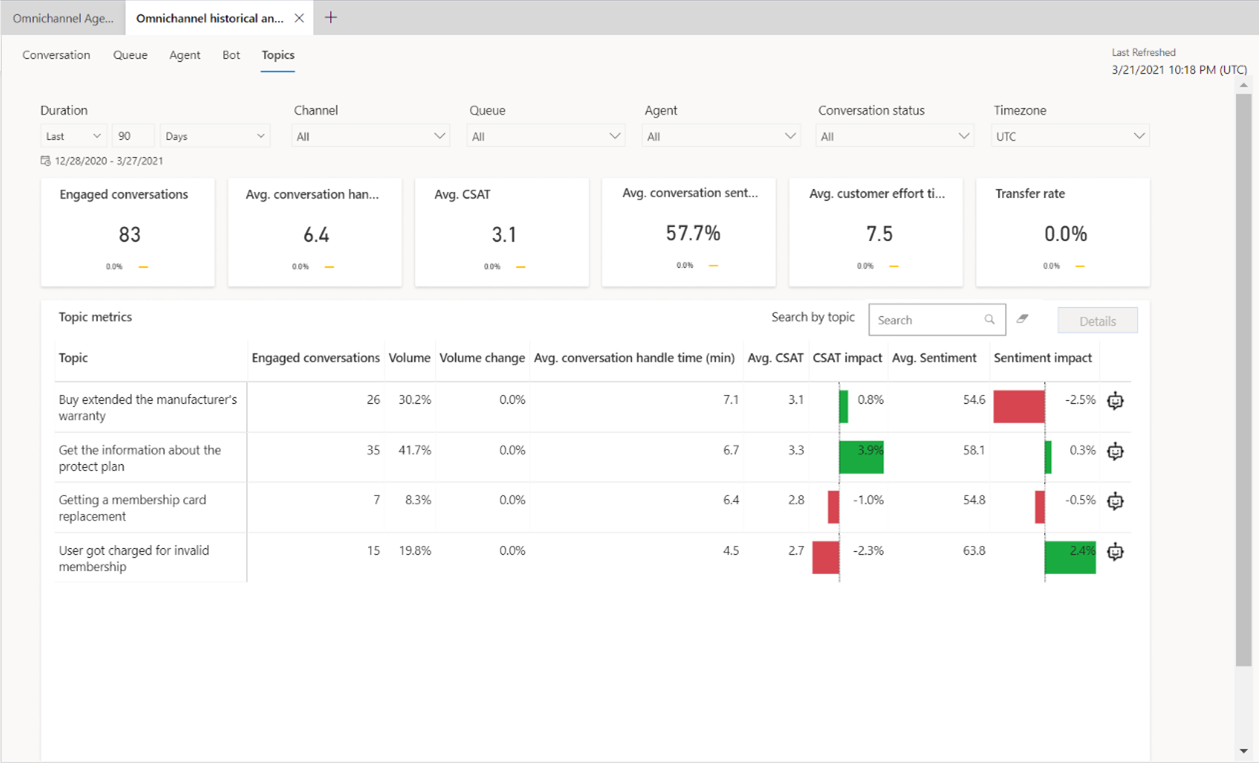 Omnichannel Age...
Omnichannel historical an...
Conversation Queue Agent Bot Topics
Last Refreshed
3/21/2021 10:18 PM (UTC)
Duration Channel Queue Agent Conversation status Timezone
Last 90 Days All All All All UTC
12/28/2020 - 3/27/2021
Engaged conversations Avg. conversation han... Avg. CSAT Avg. conversation sent... Avg. customer effort ti... Transfer rate
83 6.4 3.1 57.7% 7.5 0.0%
0.0% 0.0% 0.0% 0.0% 0.0% 0.0%
Topic metrics Search by topic Search Details
Topic Engaged conversations Volume Volume change Avg. conversation handle time (min) Avg. CSAT CSAT impact Avg. Sentiment Sentiment impact
Buy extended the manufacturer's 26 30.2% 0.0% 7.1 3.1 0.8% 54.6 -2.5%
warranty
Get the information about the 35 41.7% 0.0% 6.7 3.3 3.9% 58.1 0.3%
protect plan
Getting a membership card 7 8.3% 0.0% 6.4 2.8 -1.0% 54.8 -0.5%
replacement
User got charged for invalid 15 19.8% 0.0% 4.5 2.7 -2.3% 63.8 2.4%
membership